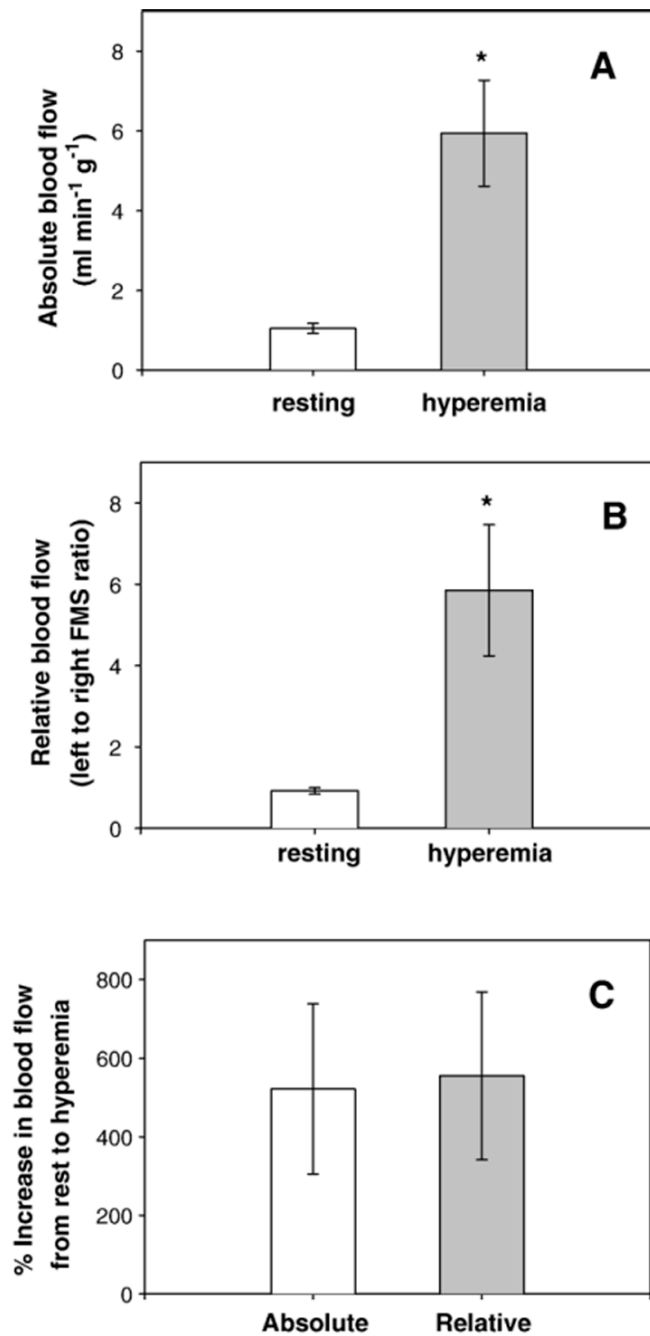 A
Absolute blood flow
(ml min⁻¹ g⁻¹)
8
6
4
2
0
*
resting hyperemia
B
Relative blood flow
(left to right FMS ratio)
8
6
4
2
0
*
resting hyperemia
C
% Increase in blood flow
from rest to hyperemia
800
600
400
200
0
Absolute Relative